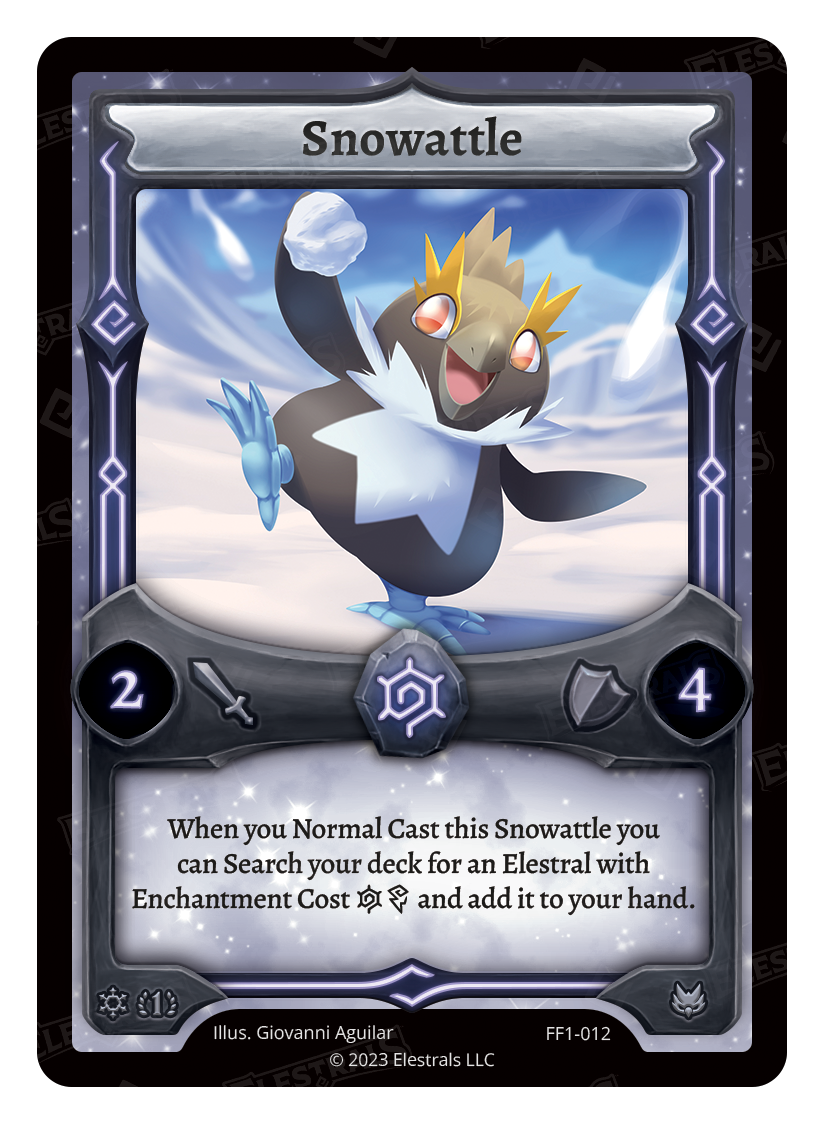 Snowattle
2
4
When you Normal Cast this Snowattle you
can Search your deck for an Elestral with
Enchantment Cost and add it to your hand.
1
Illus. Giovanni Aguilar
FF1-012
© 2023 Elestrals LLC